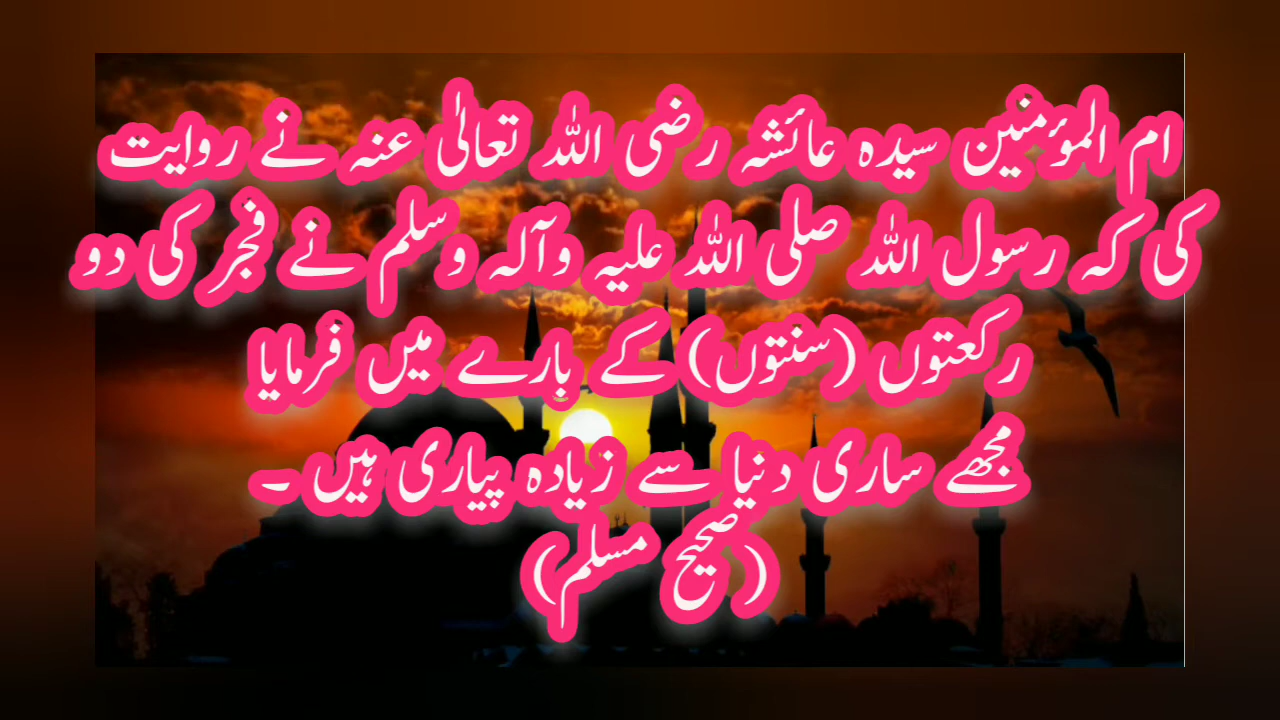 ام المؤمنین سیدہ عائشہ رضی اللہ تعالیٰ عنہ نے روایت
کی کہ رسول اللہ صلی اللہ علیہ وآلہ وسلم نے فجر کی دو
رکعتوں (سنتوں) کے بارے میں فرمایا
مجھے ساری دنیا سے زیادہ پیاری ہیں ۔
(صحیح مسلم)